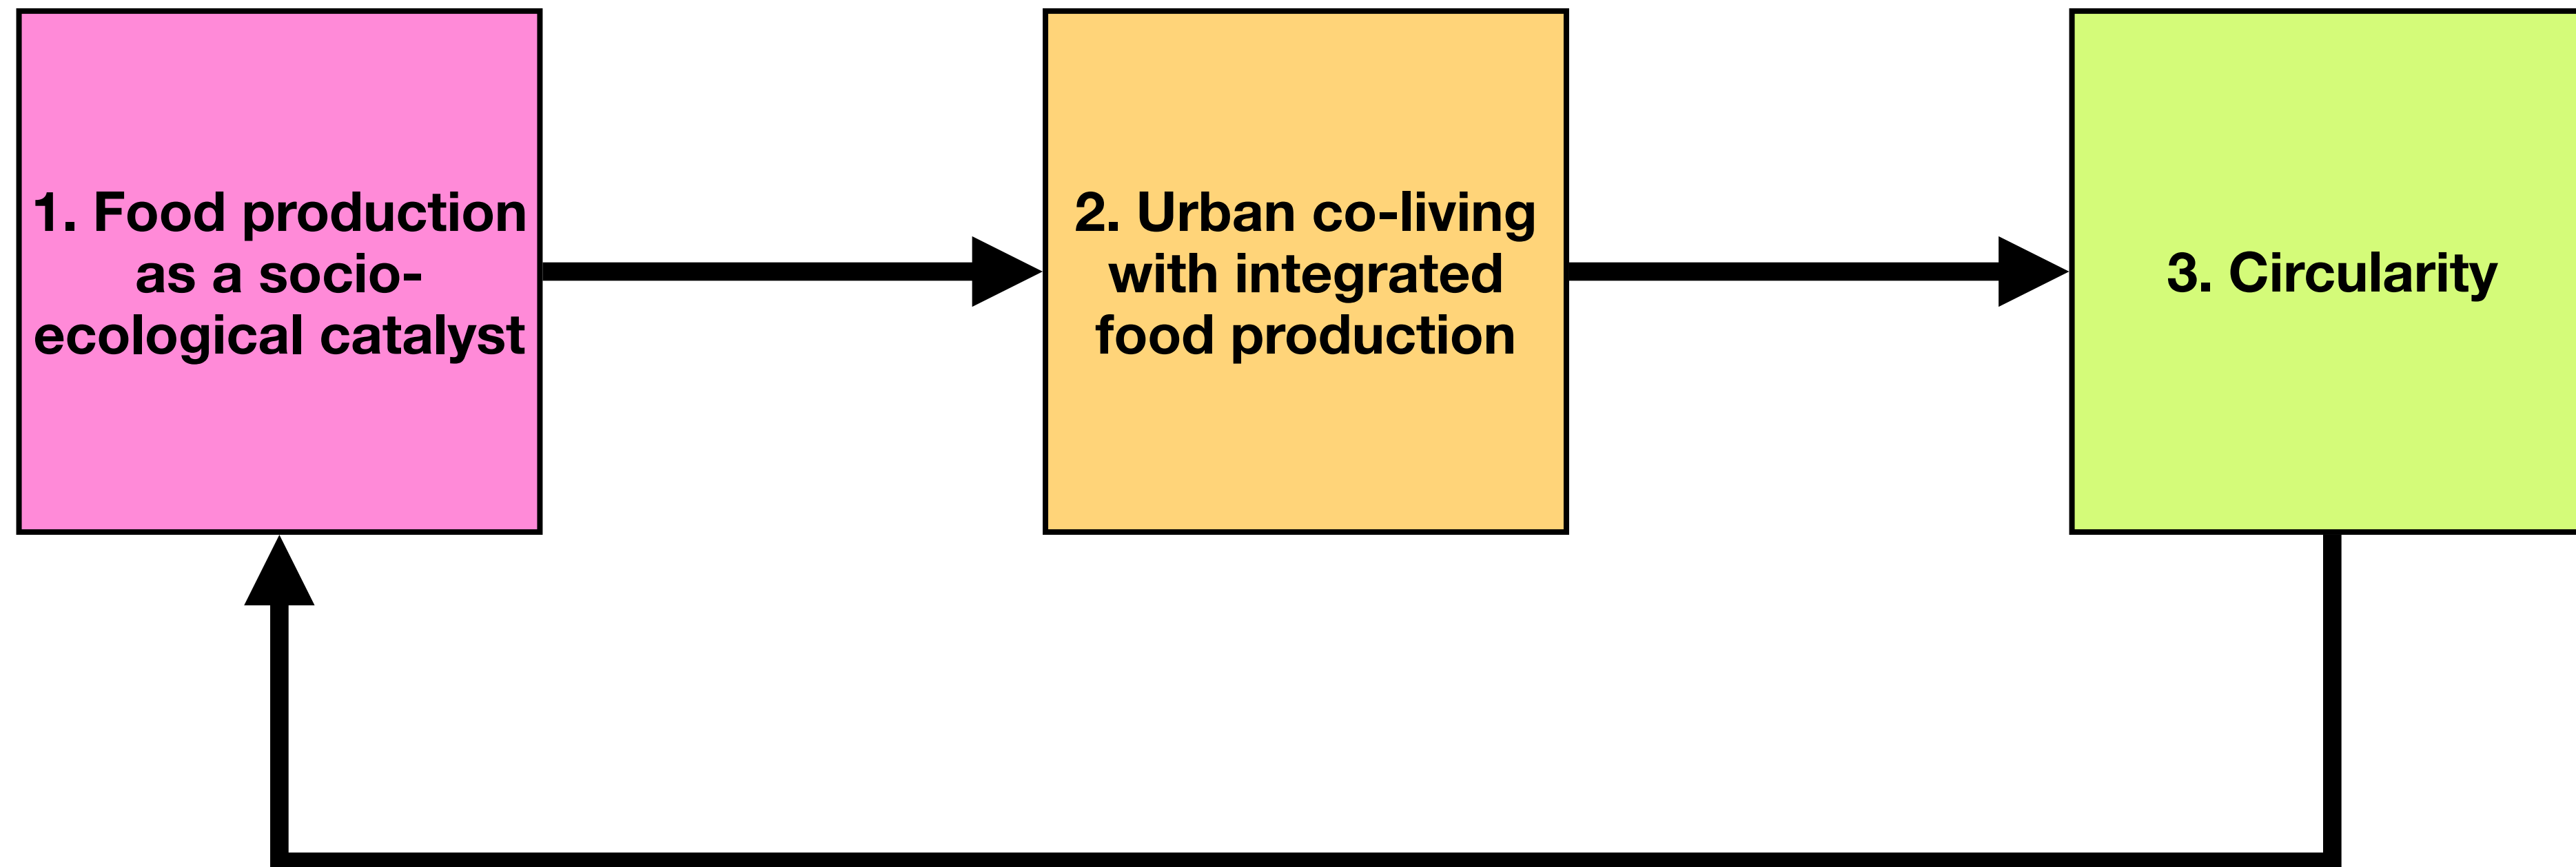 1. Food production
as a socio-
ecological catalyst
2. Urban co-living
with integrated
food production
3. Circularity